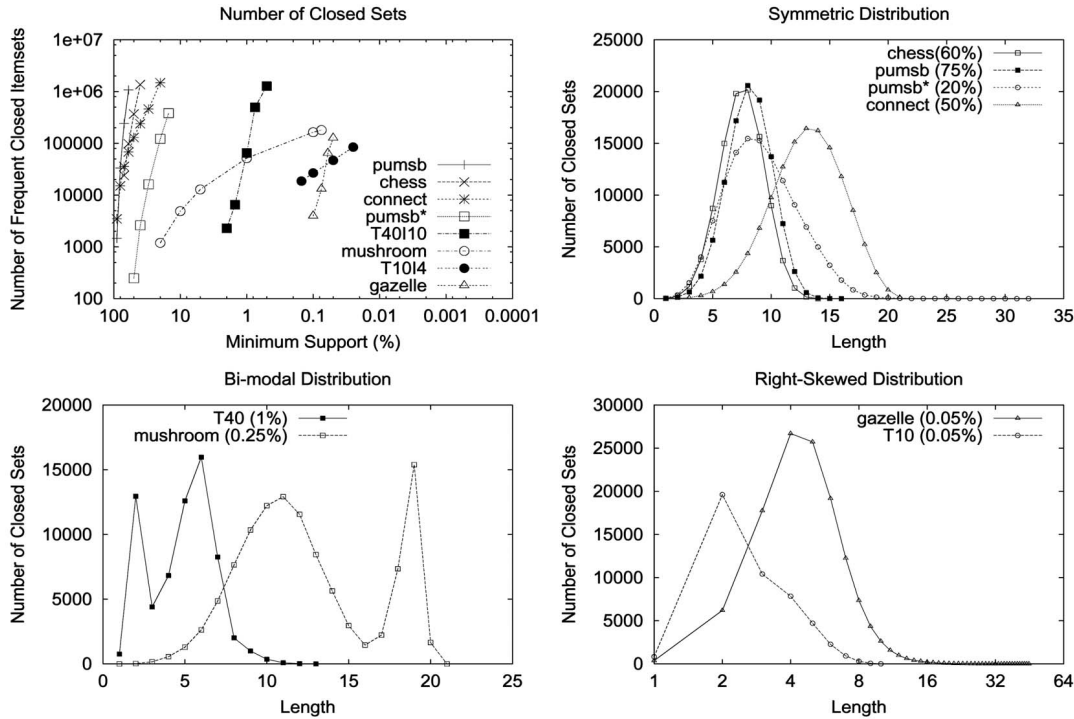 Number of Closed Sets
Number of Frequent Closed Itemsets
1e+07
1e+06
100000
10000
1000
100
100 10 1 0.1 0.01 0.001 0.0001
Minimum Support (%)
pumsb
chess
connect
pumsb*
T40I10
mushroom
T10I4
gazelle
Symmetric Distribution
Number of Closed Sets
25000
20000
15000
10000
5000
0
0 5 10 15 20 25 30 35
Length
chess(60%)
pumsb (75%)
pumsb* (20%)
connect (50%)
Bi-modal Distribution
Number of Closed Sets
20000
15000
10000
5000
0
0 5 10 15 20 25
Length
T40 (1%)
mushroom (0.25%)
Right-Skewed Distribution
Number of Closed Sets
30000
25000
20000
15000
10000
5000
0
1 2 4 8 16 32 64
Length
gazelle (0.05%)
T10 (0.05%)